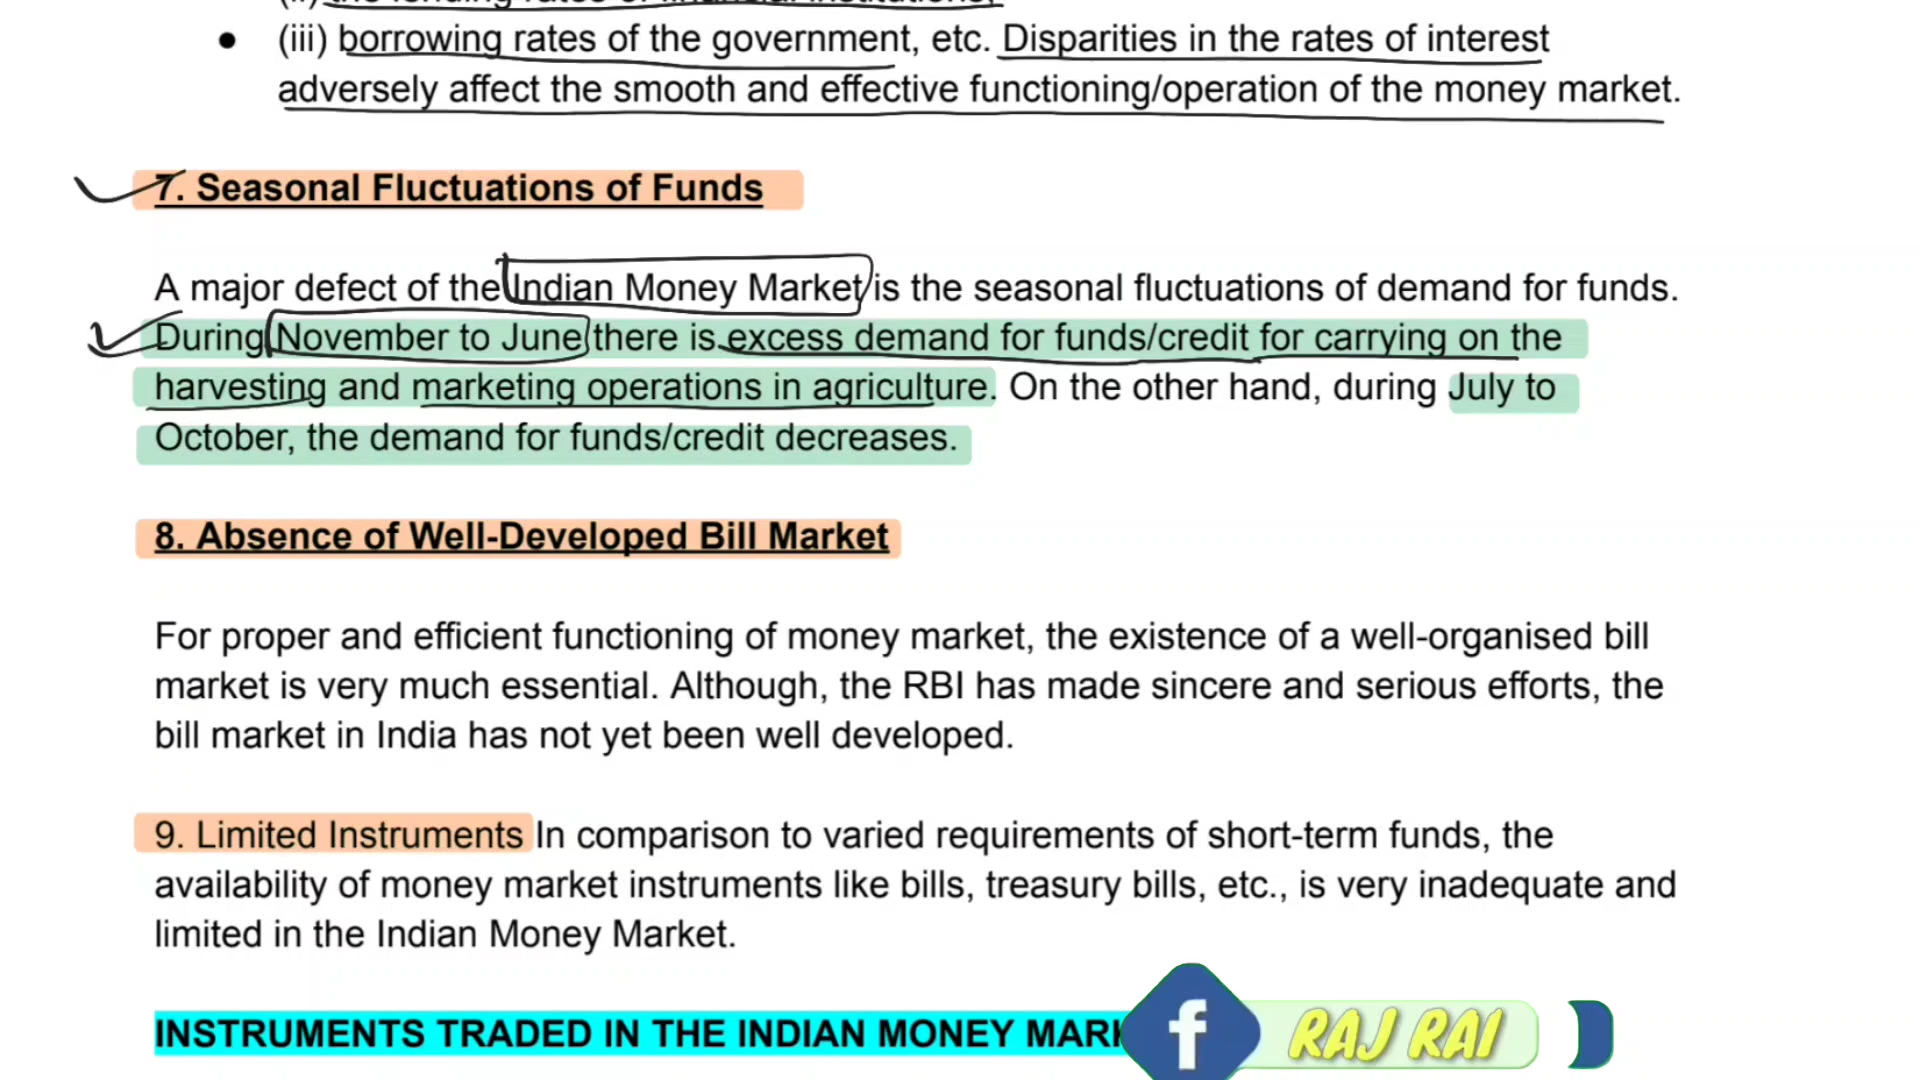 (ii) the lending rates of financial institutions,
(iii) borrowing rates of the government, etc. Disparities in the rates of interest
adversely affect the smooth and effective functioning/operation of the money market.
7. Seasonal Fluctuations of Funds
A major defect of the Indian Money Market is the seasonal fluctuations of demand for funds.
During November to June there is excess demand for funds/credit for carrying on the
harvesting and marketing operations in agriculture. On the other hand, during July to
October, the demand for funds/credit decreases.
8. Absence of Well-Developed Bill Market
For proper and efficient functioning of money market, the existence of a well-organised bill
market is very much essential. Although, the RBI has made sincere and serious efforts, the
bill market in India has not yet been well developed.
9. Limited Instruments In comparison to varied requirements of short-term funds, the
availability of money market instruments like bills, treasury bills, etc., is very inadequate and
limited in the Indian Money Market.
INSTRUMENTS TRADED IN THE INDIAN MONEY MARK
f RAJ RAI